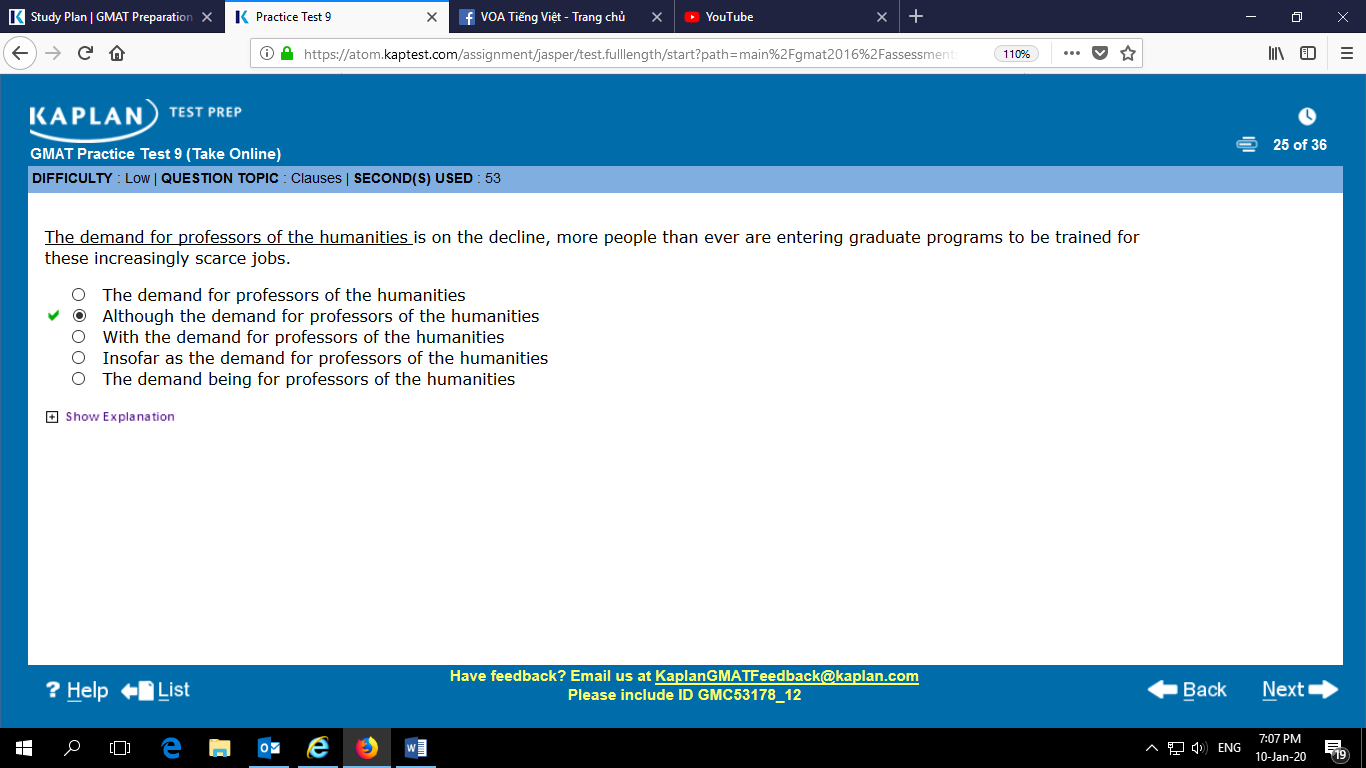 Study Plan | GMAT Preparation
Practice Test 9
VOA Tiếng Việt - Trang chủ
YouTube
https://atom.kaptest.com/assignment/jasper/test.fulllength/start?path=main%2Fgmat2016%2Fassessment
110%
KAPLAN TEST PREP
GMAT Practice Test 9 (Take Online)
25 of 36
DIFFICULTY : Low | QUESTION TOPIC : Clauses | SECOND(S) USED : 53
The demand for professors of the humanities is on the decline, more people than ever are entering graduate programs to be trained for
these increasingly scarce jobs.
The demand for professors of the humanities
Although the demand for professors of the humanities
With the demand for professors of the humanities
Insofar as the demand for professors of the humanities
The demand being for professors of the humanities
Show Explanation
Have feedback? Email us at KaplanGMATFeedback@kaplan.com
Please include ID GMC53178_12
? Help
List
Back
Next
ENG
7:07 PM
10-Jan-20
19